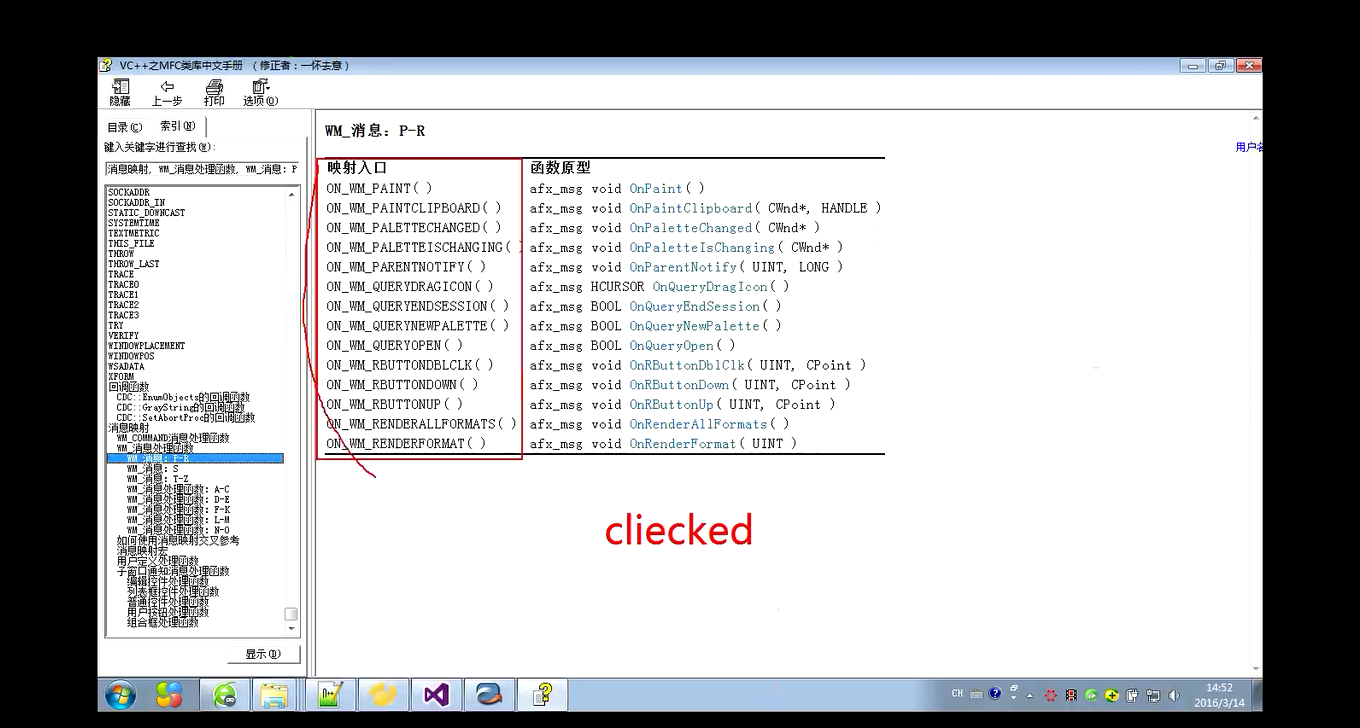 VC++之MFC类库中文手册 （修正者：一怀去意）
隐藏 上一步 打印 选项(O)
目录(C) 索引(N)
键入关键字进行查找(W):
消息映射, WM_消息处理函数, WM_消息: P
SOCKADDR
SOCKADDR_IN
STATIC_DOWNCAST
SYSTEMTIME
TEXTMETRIC
THIS_FILE
THROW
THROW_LAST
TRACE
TRACE0
TRACE1
TRACE2
TRACE3
TRY
VERIFY
WINDOWPLACEMENT
WINDOWPOS
WSADATA
XFORM
回调函数
CDC::EnumObjects的回调函数
CDC::GrayString的回调函数
CDC::SetAbortProc的回调函数
消息映射
WM_COMMAND消息处理函数
WM_消息处理函数
WM_消息: P-R
WM_消息: S
WM_消息: T-Z
WM_消息处理函数: A-C
WM_消息处理函数: D-E
WM_消息处理函数: F-K
WM_消息处理函数: L-M
WM_消息处理函数: N-O
如何使用消息映射交叉参考
消息映射宏
用户定义处理函数
子窗口通知消息处理函数
编辑控件处理函数
列表框控件处理函数
普通控件处理函数
用户按钮处理函数
组合框处理函数
显示(D)
WM_消息: P-R
用户名
映射入口 函数原型
ON_WM_PAINT( ) afx_msg void OnPaint( )
ON_WM_PAINTCLIPBOARD( ) afx_msg void OnPaintClipboard( CWnd*, HANDLE )
ON_WM_PALETTECHANGED( ) afx_msg void OnPaletteChanged( CWnd* )
ON_WM_PALETTEISCHANGING( ) afx_msg void OnPaletteIsChanging( CWnd* )
ON_WM_PARENTNOTIFY( ) afx_msg void OnParentNotify( UINT, LONG )
ON_WM_QUERYDRAGICON( ) afx_msg HCURSOR OnQueryDragIcon( )
ON_WM_QUERYENDSESSION( ) afx_msg BOOL OnQueryEndSession( )
ON_WM_QUERYNEWPALETTE( ) afx_msg BOOL OnQueryNewPalette( )
ON_WM_QUERYOPEN( ) afx_msg BOOL OnQueryOpen( )
ON_WM_RBUTTONDBLCLK( ) afx_msg void OnRButtonDblClk( UINT, CPoint )
ON_WM_RBUTTONDOWN( ) afx_msg void OnRButtonDown( UINT, CPoint )
ON_WM_RBUTTONUP( ) afx_msg void OnRButtonUp( UINT, CPoint )
ON_WM_RENDERALLFORMATS( ) afx_msg void OnRenderAllFormats( )
ON_WM_RENDERFORMAT( ) afx_msg void OnRenderFormat( UINT )
cliecked
CH
14:52
2016/3/14